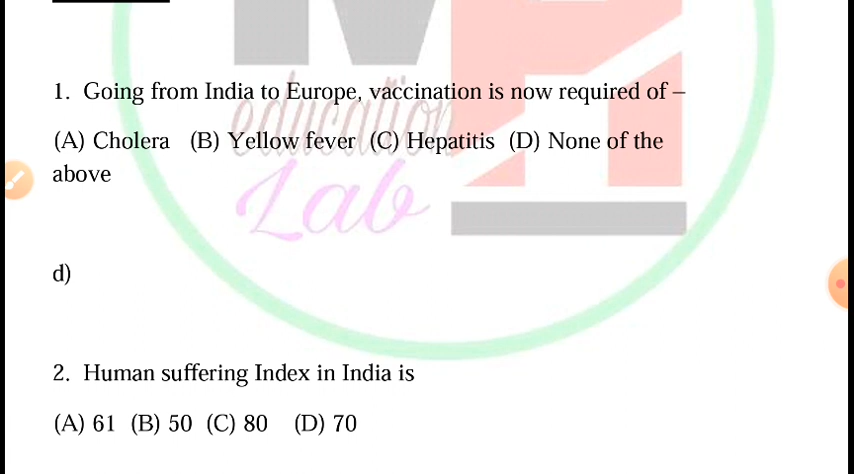 education
Lab
1. Going from India to Europe, vaccination is now required of –
(A) Cholera (B) Yellow fever (C) Hepatitis (D) None of the
above
d)
2. Human suffering Index in India is
(A) 61 (B) 50 (C) 80 (D) 70